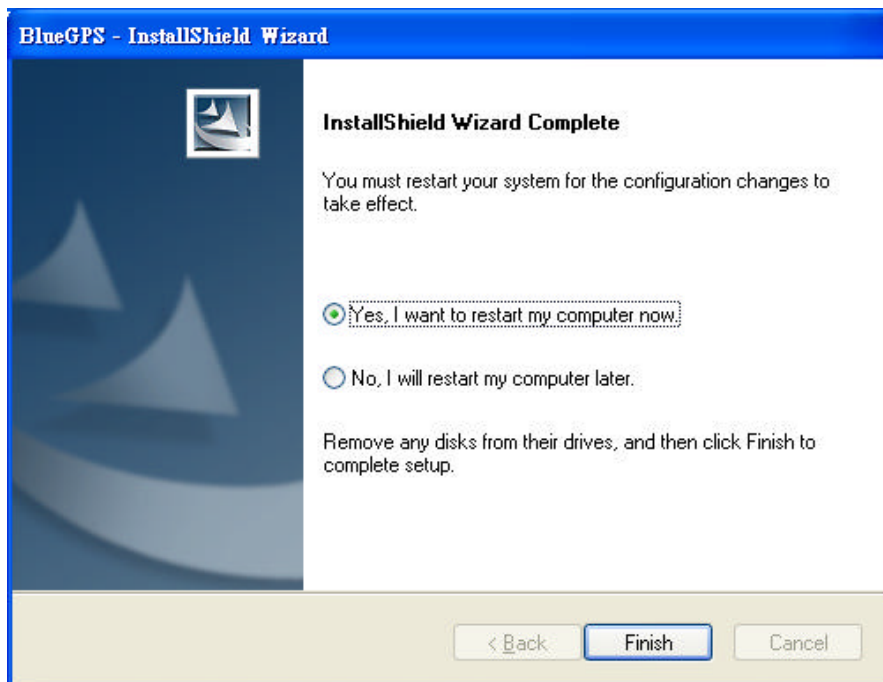 BlueGPS - InstallShield Wizard
InstallShield Wizard Complete
You must restart your system for the configuration changes to
take effect.
Yes, I want to restart my computer now.
No, I will restart my computer later.
Remove any disks from their drives, and then click Finish to
complete setup.
< Back
Finish
Cancel